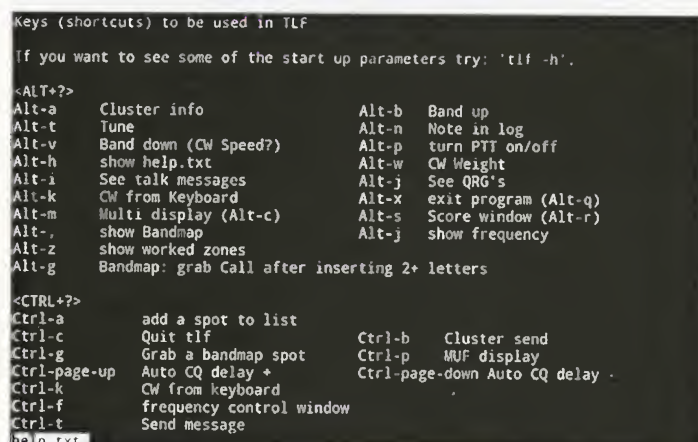 Keys (shortcuts) to be used in TLF
If you want to see some of the start up parameters try: 'tlf -h'.
<ALT+?>
Alt-a Cluster info Alt-b Band up
Alt-t Tune Alt-n Note in log
Alt-v Band down (CW Speed?) Alt-p turn PTT on/off
Alt-h show help.txt Alt-w CW Weight
Alt-i See talk messages Alt-j See QRG's
Alt-k CW from Keyboard Alt-x exit program (Alt-q)
Alt-m Multi display (Alt-c) Alt-s Score window (Alt-r)
Alt-, show Bandmap Alt-j show frequency
Alt-z show worked zones
Alt-g Bandmap: grab Call after inserting 2+ letters
<CTRL+?>
Ctrl-a add a spot to list
Ctrl-c Quit tlf Ctrl-b Cluster send
Ctrl-g Grab a bandmap spot Ctrl-p MUF display
Ctrl-page-up Auto CQ delay + Ctrl-page-down Auto CQ delay -
Ctrl-k CW from keyboard
Ctrl-f frequency control window
Ctrl-t Send message
help.txt